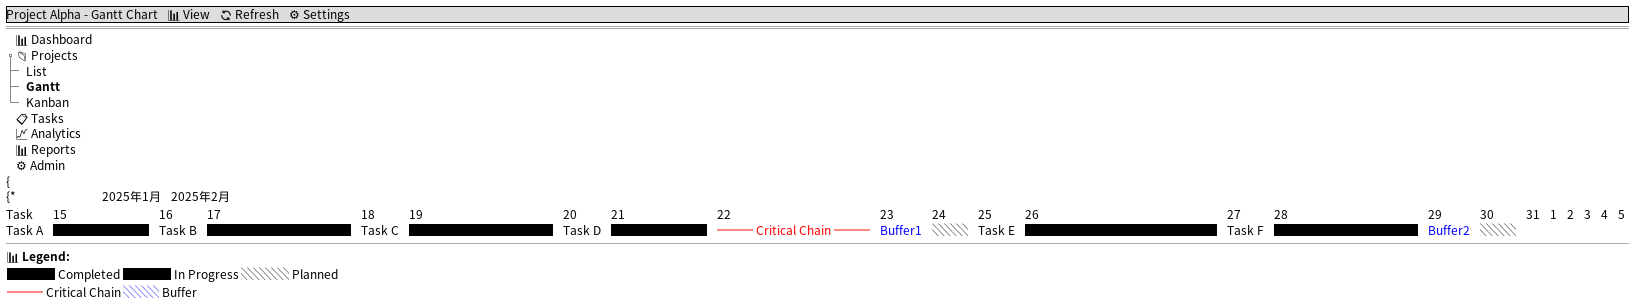 Project Alpha - Gantt Chart View Refresh Settings
Dashboard
Projects
List
Gantt
Kanban
Tasks
Analytics
Reports
Admin
{
{* 2025年1月 2025年2月
Task 15 16 17 18 19 20 21 22 23 24 25 26 27 28 29 30 31 1 2 3 4 5
Task A Task B Task C Task D Critical Chain Buffer1 Task E Task F Buffer2
Legend:
Completed In Progress Planned
Critical Chain Buffer